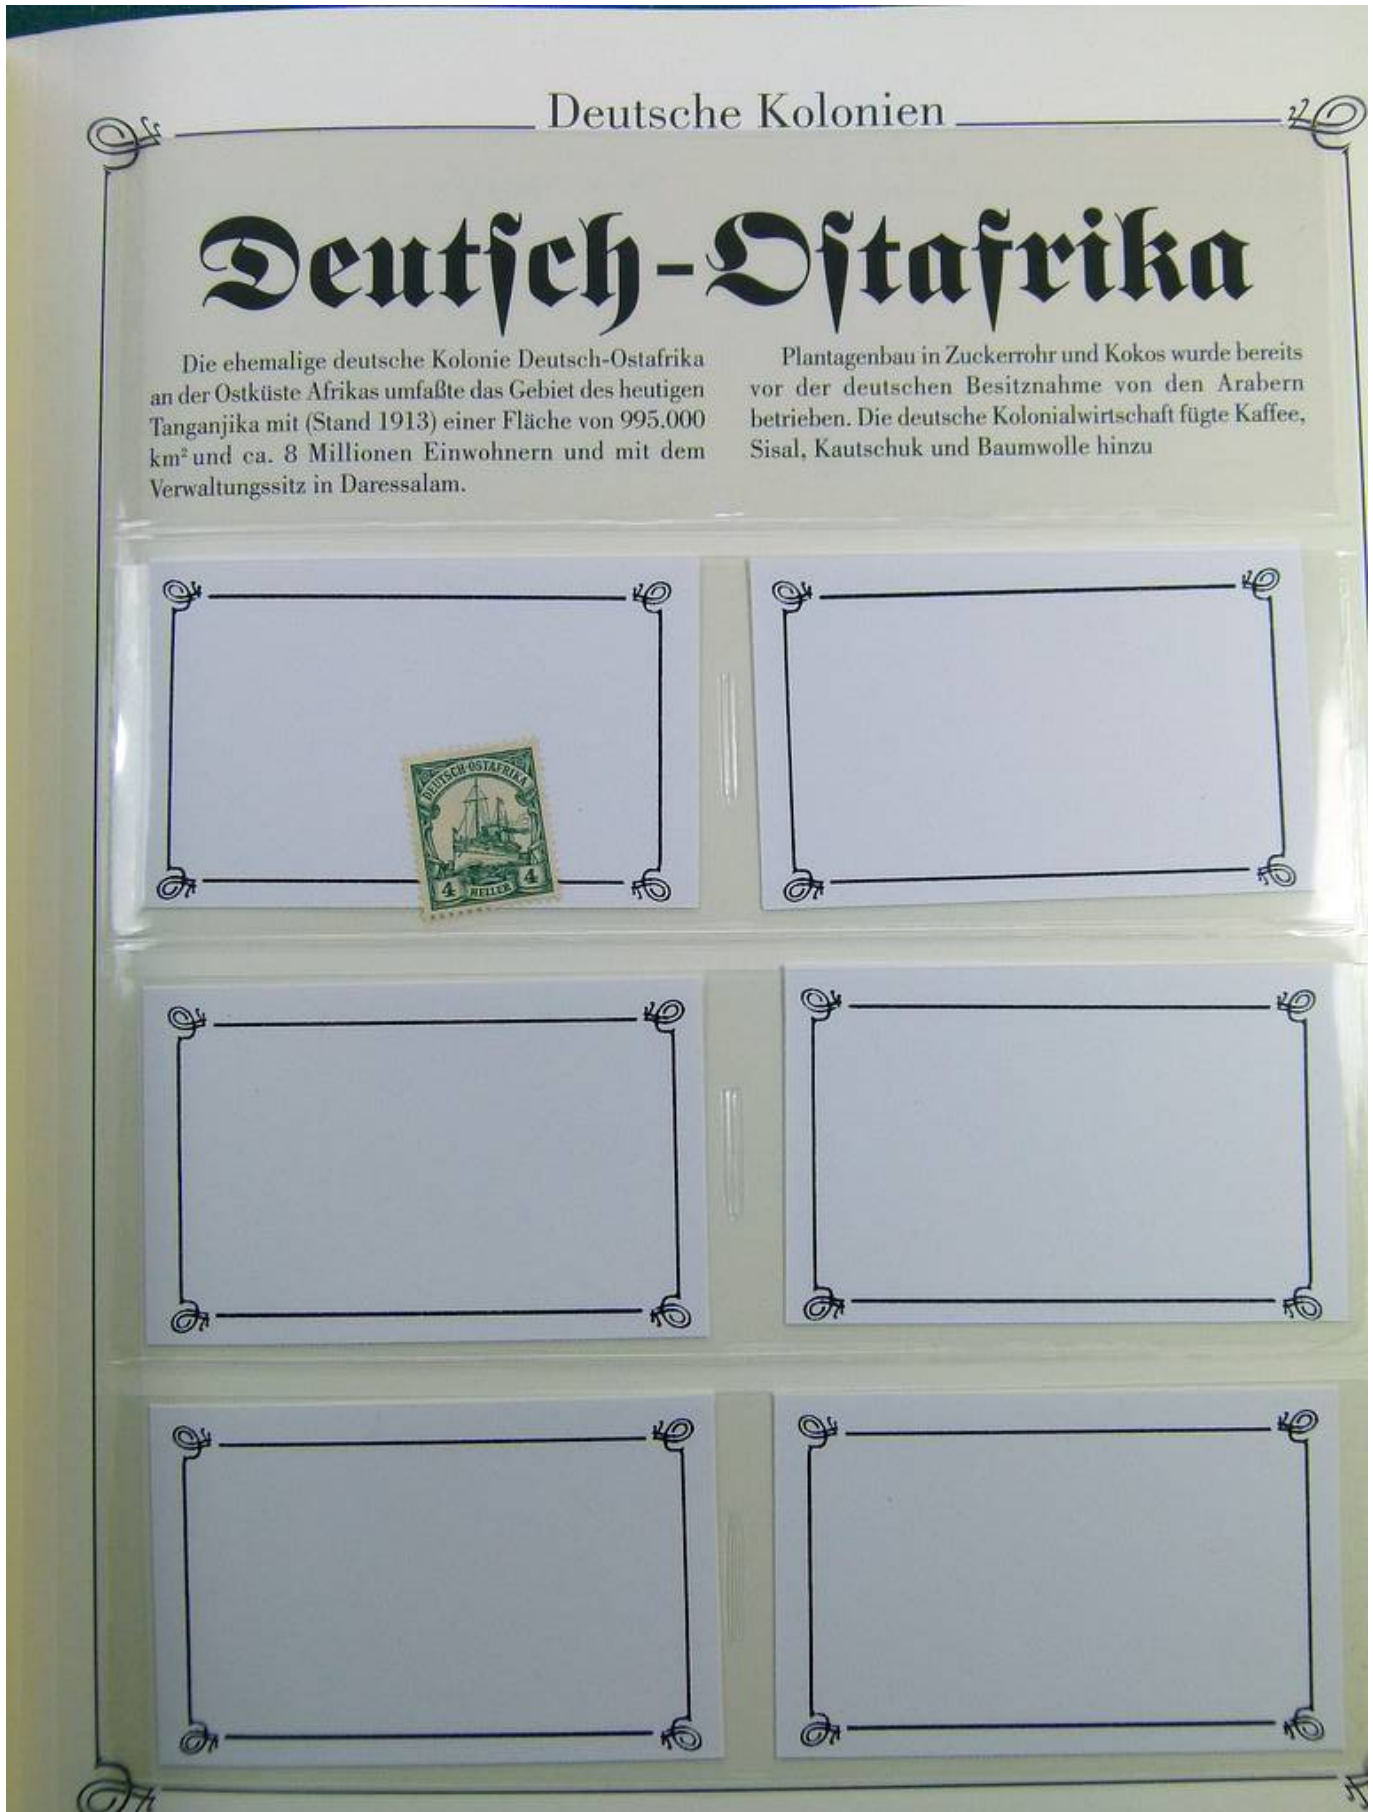 Deutsche Kolonien
Deutſch-Oſtafrika
Die ehemalige deutsche Kolonie Deutsch-Ostafrika
an der Ostküste Afrikas umfaßte das Gebiet des heutigen
Tanganjika mit (Stand 1913) einer Fläche von 995.000
km² und ca. 8 Millionen Einwohnern und mit dem
Verwaltungssitz in Daressalam.
Plantagenbau in Zuckerrohr und Kokos wurde bereits
vor der deutschen Besitznahme von den Arabern
betrieben. Die deutsche Kolonialwirtschaft fügte Kaffee,
Sisal, Kautschuk und Baumwolle hinzu
DEUTSCH-OSTAFRIKA
4 HELLER 4